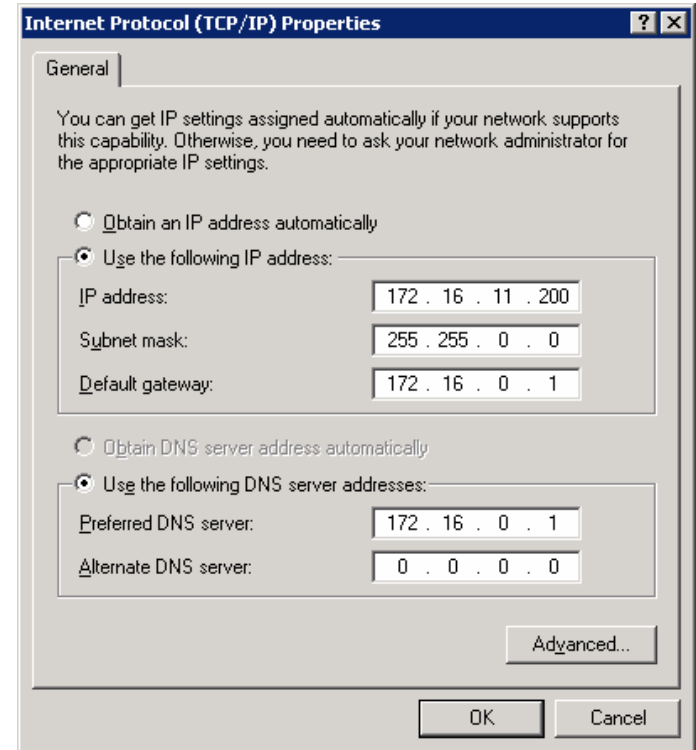 Internet Protocol (TCP/IP) Properties
General
You can get IP settings assigned automatically if your network supports
this capability. Otherwise, you need to ask your network administrator for
the appropriate IP settings.
Obtain an IP address automatically
Use the following IP address:
IP address: 172 . 16 . 11 . 200
Subnet mask: 255 . 255 . 0 . 0
Default gateway: 172 . 16 . 0 . 1
Obtain DNS server address automatically
Use the following DNS server addresses:
Preferred DNS server: 172 . 16 . 0 . 1
Alternate DNS server: 0 . 0 . 0 . 0
Advanced...
OK Cancel